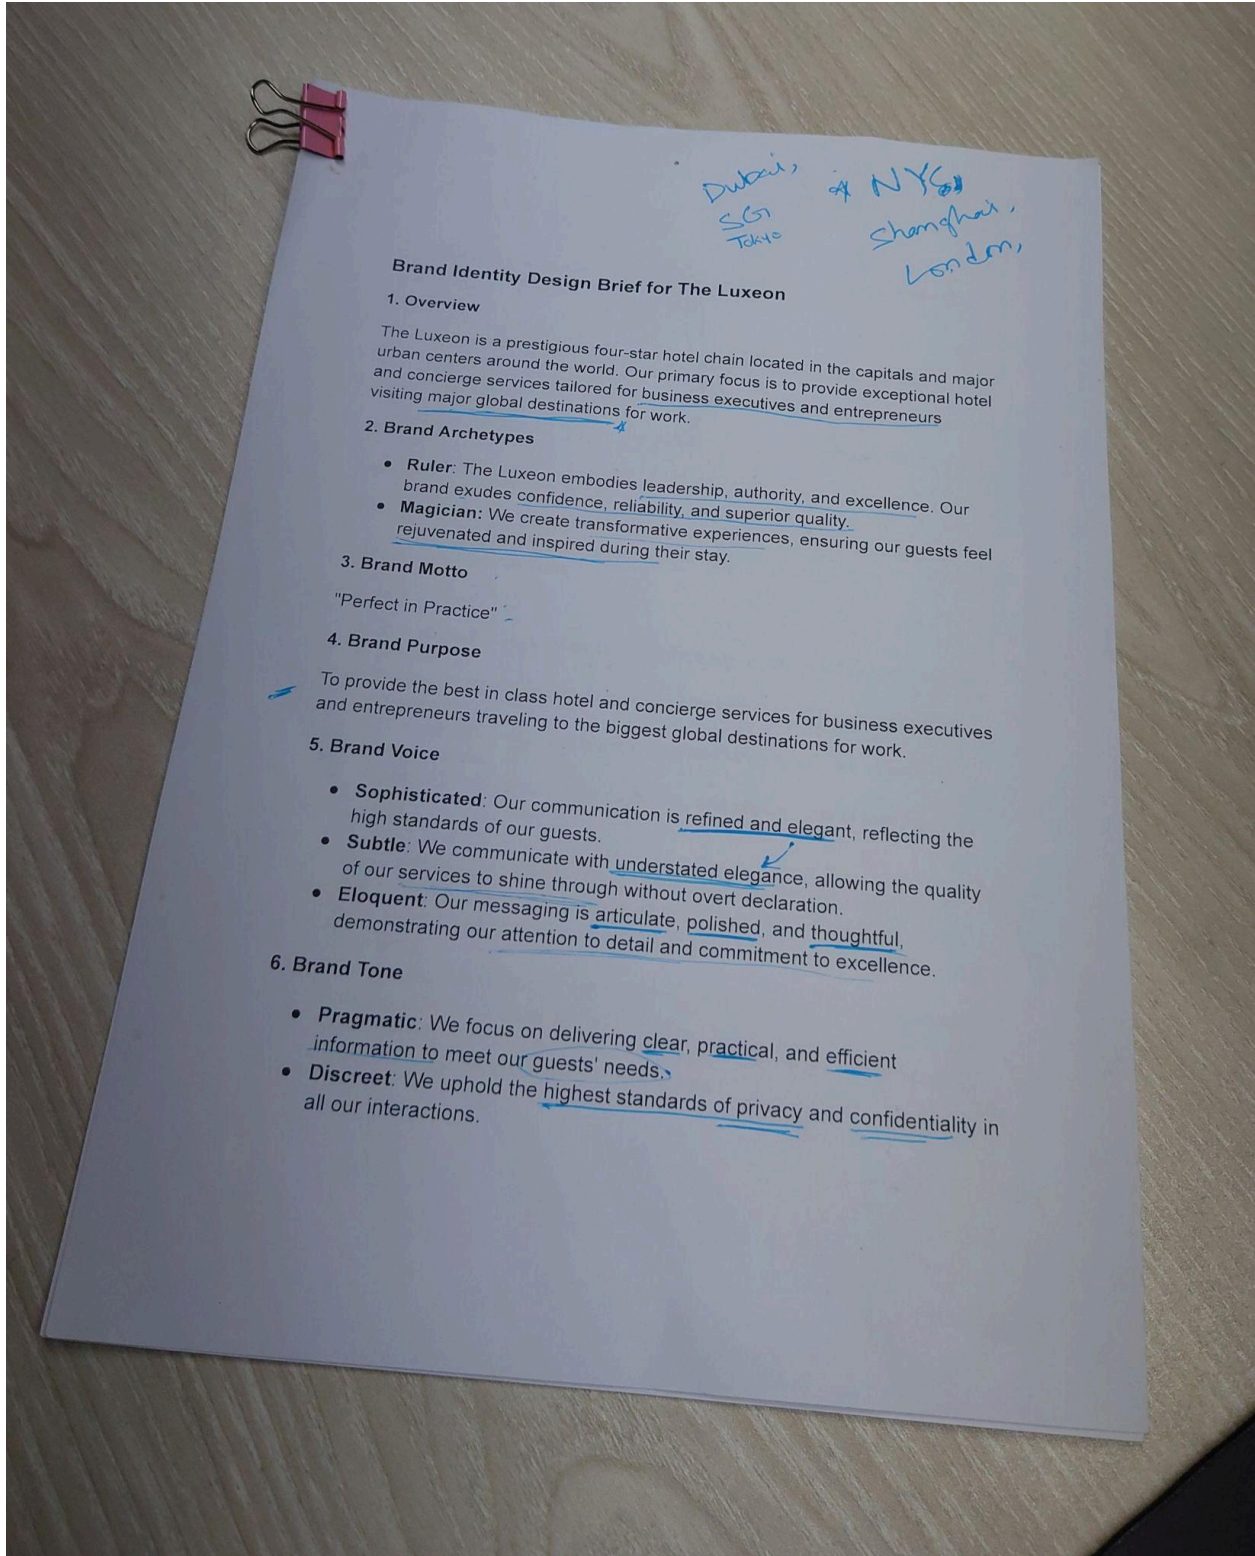 Dubai,
SG
Tokyo
* NYC,
Shanghai,
London,
Brand Identity Design Brief for The Luxeon
1. Overview
The Luxeon is a prestigious four-star hotel chain located in the capitals and major
urban centers around the world. Our primary focus is to provide exceptional hotel
and concierge services tailored for business executives and entrepreneurs
visiting major global destinations for work.
2. Brand Archetypes
• Ruler: The Luxeon embodies leadership, authority, and excellence. Our
brand exudes confidence, reliability, and superior quality.
• Magician: We create transformative experiences, ensuring our guests feel
rejuvenated and inspired during their stay.
3. Brand Motto
"Perfect in Practice"
4. Brand Purpose
To provide the best in class hotel and concierge services for business executives
and entrepreneurs traveling to the biggest global destinations for work.
5. Brand Voice
• Sophisticated: Our communication is refined and elegant, reflecting the
high standards of our guests.
• Subtle: We communicate with understated elegance, allowing the quality
of our services to shine through without overt declaration.
• Eloquent: Our messaging is articulate, polished, and thoughtful,
demonstrating our attention to detail and commitment to excellence.
6. Brand Tone
• Pragmatic: We focus on delivering clear, practical, and efficient
information to meet our guests' needs.
• Discreet: We uphold the highest standards of privacy and confidentiality in
all our interactions.